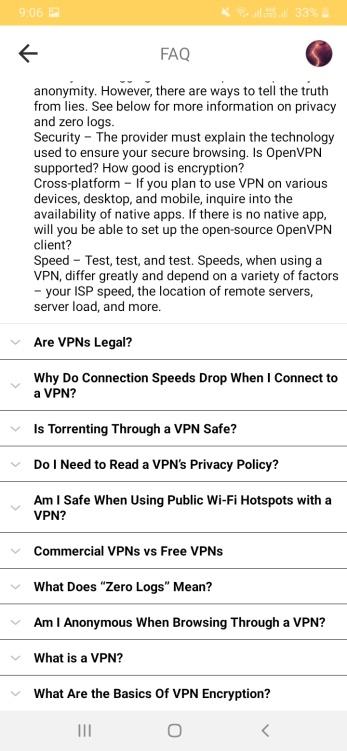 9:06
33%
FAQ
anonymity. However, there are ways to tell the truth
from lies. See below for more information on privacy
and zero logs.
Security – The provider must explain the technology
used to ensure your secure browsing. Is OpenVPN
supported? How good is encryption?
Cross-platform – If you plan to use VPN on various
devices, desktop, and mobile, inquire into the
availability of native apps. If there is no native app,
will you be able to set up the open-source OpenVPN
client?
Speed – Test, test, and test. Speeds, when using a
VPN, differ greatly and depend on a variety of factors
– your ISP speed, the location of remote servers,
server load, and more.
Are VPNs Legal?
Why Do Connection Speeds Drop When I Connect to
a VPN?
Is Torrenting Through a VPN Safe?
Do I Need to Read a VPN’s Privacy Policy?
Am I Safe When Using Public Wi-Fi Hotspots with a
VPN?
Commercial VPNs vs Free VPNs
What Does “Zero Logs” Mean?
Am I Anonymous When Browsing Through a VPN?
What is a VPN?
What Are the Basics Of VPN Encryption?